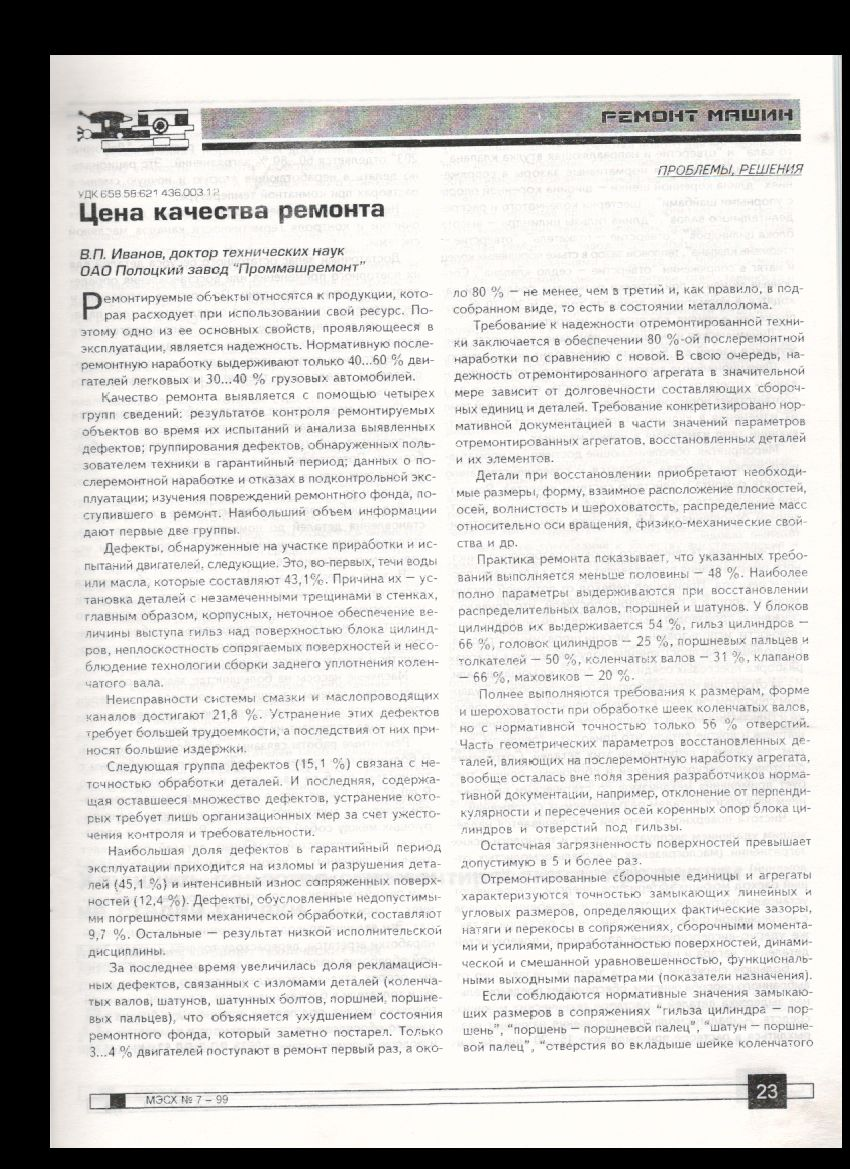 РЕМОНТ МАШИН
ПРОБЛЕМЫ, РЕШЕНИЯ
УДК 658.58:621.436.003.12
Цена качества ремонта
В.П. Иванов, доктор технических наук
ОАО Полоцкий завод "Проммашремонт"
Ремонтируемые объекты относятся к продукции, кото-
рая расходует при использовании свой ресурс. По-
этому одно из ее основных свойств, проявляющееся в
эксплуатации, является надежность. Нормативную после-
ремонтную наработку выдерживают только 40...60 % дви-
гателей легковых и 30...40 % грузовых автомобилей.
Качество ремонта выявляется с помощью четырех
групп сведений: результатов контроля ремонтируемых
объектов во время их испытаний и анализа выявленных
дефектов; группирования дефектов, обнаруженных поль-
зователем техники в гарантийный период; данных о по-
слеремонтной наработке и отказах в подконтрольной экс-
плуатации; изучения повреждений ремонтного фонда, по-
ступившего в ремонт. Наибольший объем информации
дают первые две группы.
Дефекты, обнаруженные на участке приработки и ис-
пытаний двигателей, следующие. Это, во-первых, течи воды
или масла, которые составляют 43,1%. Причина их – ус-
тановка деталей с незамеченными трещинами в стенках,
главным образом, корпусных, неточное обеспечение ве-
личины выступа гильз над поверхностью блока цилинд-
ров, неплоскостность сопрягаемых поверхностей и несо-
блюдение технологии сборки заднего уплотнения колен-
чатого вала.
Неисправности системы смазки и маслопроводящих
каналов достигают 21,8 %. Устранение этих дефектов
требует большей трудоемкости, а последствия от них при-
носят большие издержки.
Следующая группа дефектов (15,1 %) связана с не-
точностью обработки деталей. И последняя, содержа-
щая оставшееся множество дефектов, устранение кото-
рых требует лишь организационных мер за счет ужесто-
чения контроля и требовательности.
Наибольшая доля дефектов в гарантийный период
эксплуатации приходится на изломы и разрушения дета-
лей (45,1 %) и интенсивный износ сопряженных поверх-
ностей (12,4 %). Дефекты, обусловленные недопустимы-
ми погрешностями механической обработки, составляют
9,7 %. Остальные – результат низкой исполнительской
дисциплины.
За последнее время увеличилась доля рекламацион-
ных дефектов, связанных с изломами деталей (коленча-
тых валов, шатунов, шатунных болтов, поршней, поршне-
вых пальцев), что объясняется ухудшением состояния
ремонтного фонда, который заметно постарел. Только
3...4 % двигателей поступают в ремонт первый раз, а око-
ло 80 % – не менее, чем в третий и, как правило, в под-
собранном виде, то есть в состоянии металлолома.
Требование к надежности отремонтированной техни-
ки заключается в обеспечении 80 %-ой послеремонтной
наработки по сравнению с новой. В свою очередь, на-
дежность отремонтированного агрегата в значительной
мере зависит от долговечности составляющих сбороч-
ных единиц и деталей. Требование конкретизировано нор-
мативной документацией в части значений параметров
отремонтированных агрегатов, восстановленных деталей
и их элементов.
Детали при восстановлении приобретают необходи-
мые размеры, форму, взаимное расположение плоскостей,
осей, волнистость и шероховатость, распределение масс
относительно оси вращения, физико-механические свой-
ства и др.
Практика ремонта показывает, что указанных требо-
ваний выполняется меньше половины – 48 %. Наиболее
полно параметры выдерживаются при восстановлении
распределительных валов, поршней и шатунов. У блоков
цилиндров их выдерживается 54 %, гильз цилиндров –
66 %, головок цилиндров – 25 %, поршневых пальцев и
толкателей – 50 %, коленчатых валов – 31 %, клапанов
– 66 %, маховиков – 20 %.
Полнее выполняются требования к размерам, форме
и шероховатости при обработке шеек коленчатых валов,
но с нормативной точностью только 56 % отверстий.
Часть геометрических параметров восстановленных де-
талей, влияющих на послеремонтную наработку агрегата,
вообще осталась вне поля зрения разработчиков норма-
тивной документации, например, отклонение от перпенди-
кулярности и пересечения осей коренных опор блока ци-
линдров и отверстий под гильзы.
Остаточная загрязненность поверхностей превышает
допустимую в 5 и более раз.
Отремонтированные сборочные единицы и агрегаты
характеризуются точностью замыкающих линейных и
угловых размеров, определяющих фактические зазоры,
натяги и перекосы в сопряжениях, сборочными момента-
ми и усилиями, приработанностью поверхностей, динами-
ческой и смешанной уравновешенностью, функциональ-
ными выходными параметрами (показатели назначения).
Если соблюдаются нормативные значения замыкаю-
щих размеров в сопряжениях "гильза цилиндра – пор-
шень", "поршень – поршневой палец", "шатун – поршне-
вой палец", "отверстия во вкладыше шейке коленчатого
МЭСХ № 7 – 99
23